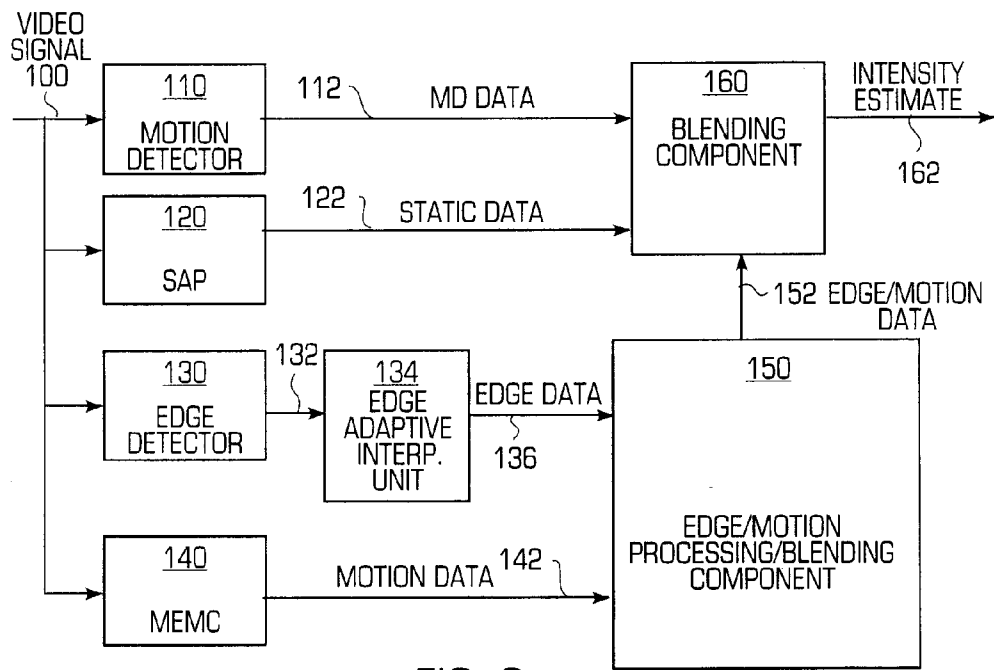 VIDEO
SIGNAL
100
110
MOTION
DETECTOR
112
MD DATA
160
BLENDING
COMPONENT
INTENSITY
ESTIMATE
162
120
SAP
122
STATIC DATA
152 EDGE/MOTION
DATA
130
EDGE
DETECTOR
132
134
EDGE
ADAPTIVE
INTERP.
UNIT
EDGE DATA
136
150
EDGE/MOTION
PROCESSING/BLENDING
COMPONENT
140
MEMC
MOTION DATA
142